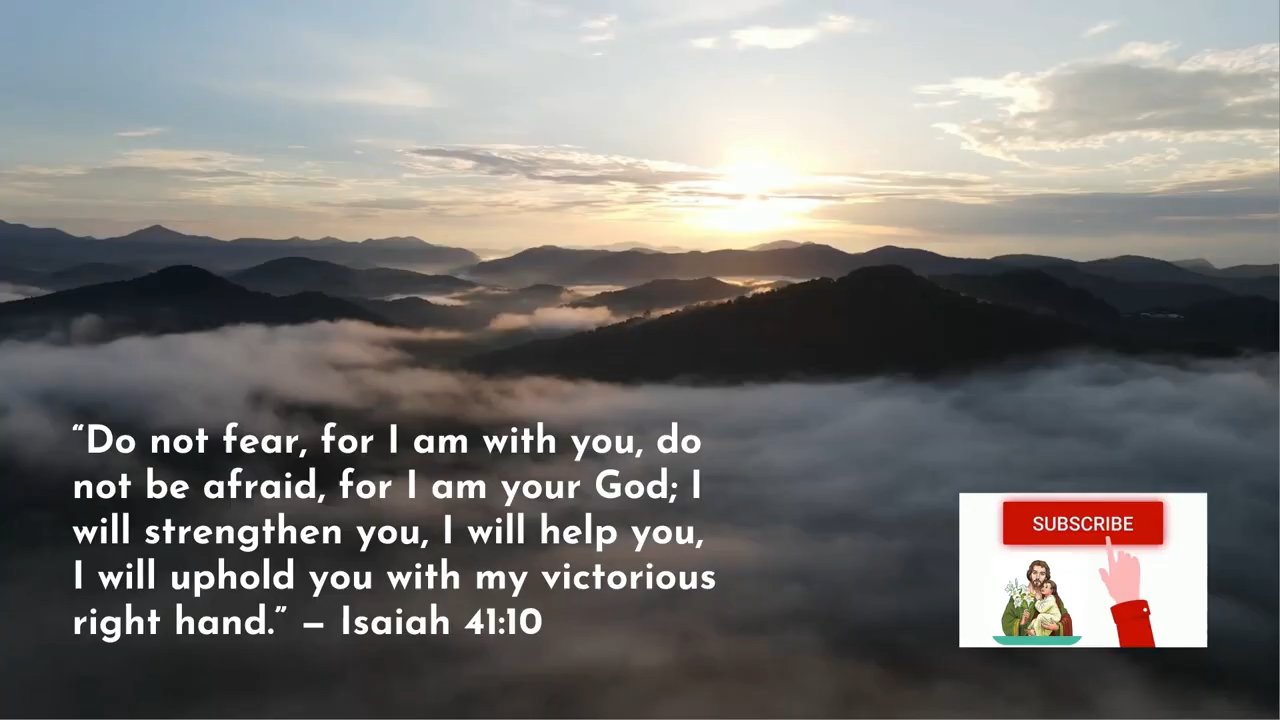 “Do not fear, for I am with you, do
not be afraid, for I am your God; I
will strengthen you, I will help you,
I will uphold you with my victorious
right hand.” – Isaiah 41:10
SUBSCRIBE